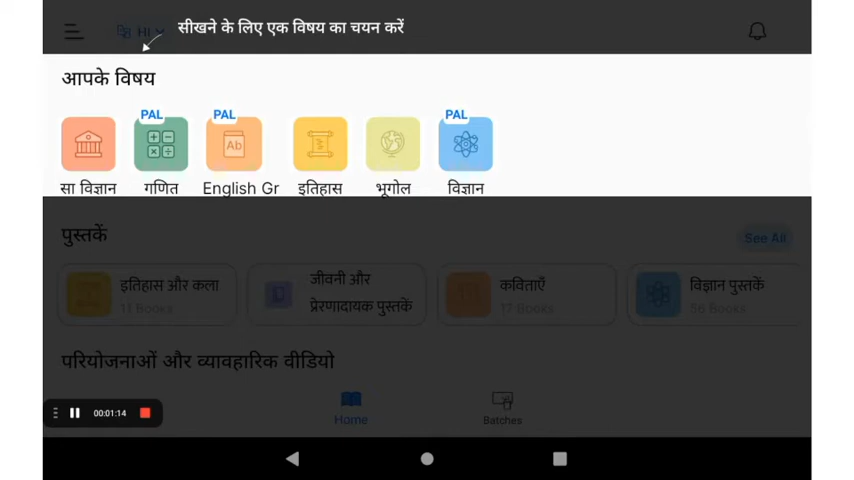 सीखने के लिए एक विषय का चयन करें
HI
आपके विषय
PAL PAL PAL
Ab
सा विज्ञान गणित English Gr इतिहास भूगोल विज्ञान
पुस्तकें See All
इतिहास और कला
11 Books
जीवनी और
प्रेरणादायक पुस्तकें
कविताएँ
17 Books
विज्ञान पुस्तकें
56 Books
परियोजनाओं और व्यावहारिक वीडियो
00:01:14
Home Batches